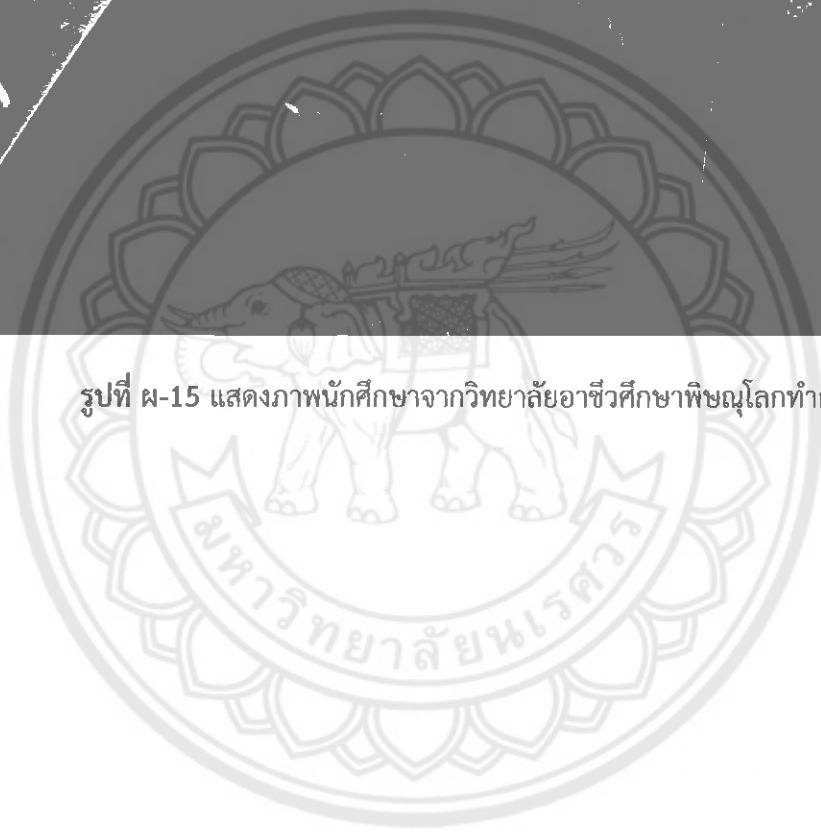 รูปที่ ผ-15 แสดงภาพนักศึกษาจากวิทยาลัยอาชีวศึกษาพิษณุโลกทำ
มหาวิทยาลัยนเรศวร